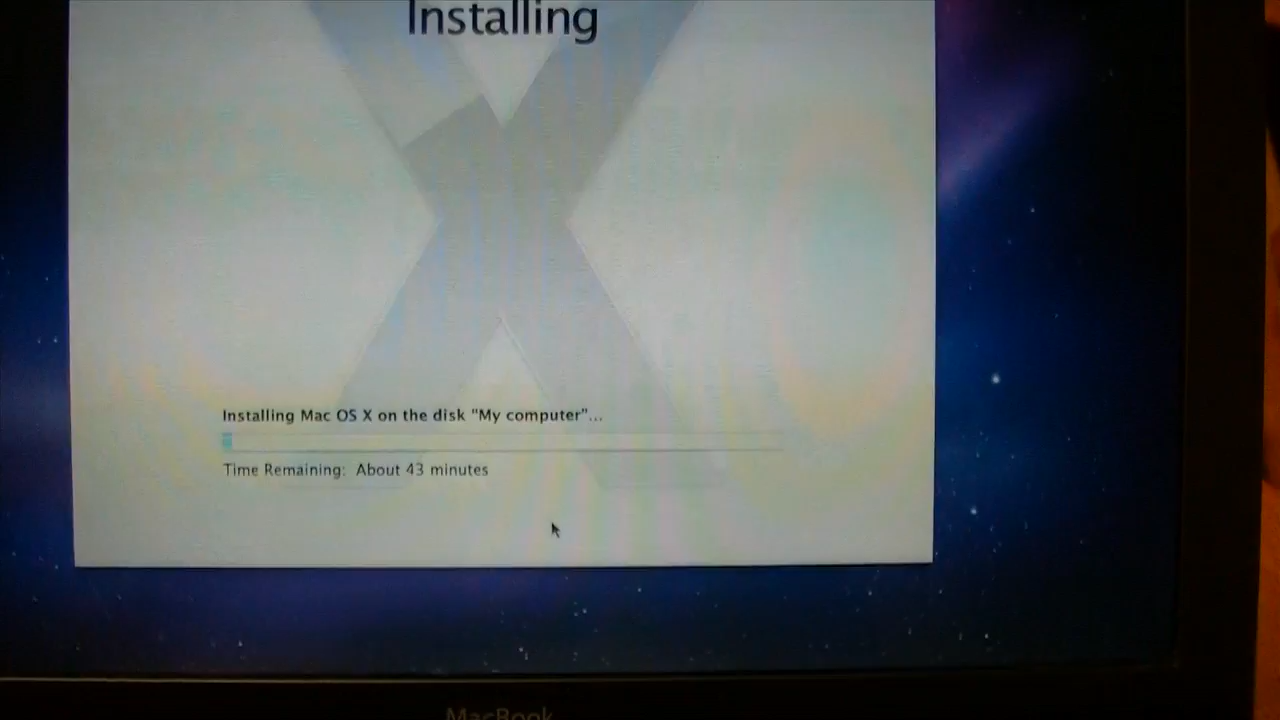 Installing
Installing Mac OS X on the disk "My computer"...
Time Remaining: About 43 minutes
MacBook